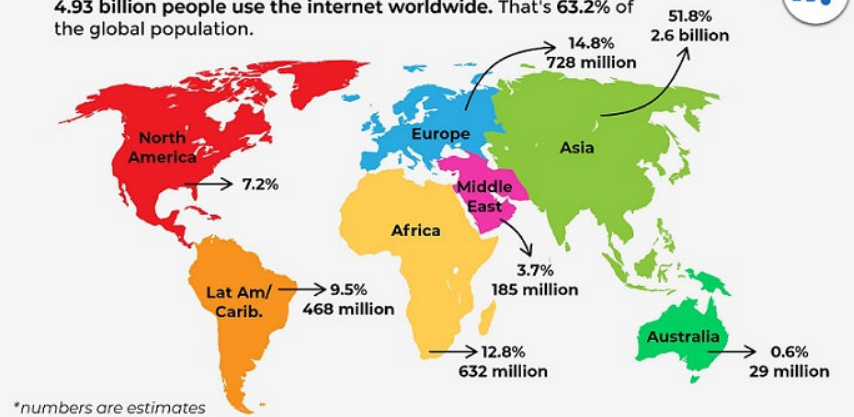 4.93 billion people use the internet worldwide. That's 63.2% of
the global population.
51.8%
2.6 billion
14.8%
728 million
North
America
7.2%
Europe
Asia
Middle
East
3.7%
185 million
Africa
12.8%
632 million
Lat Am/
Carib.
9.5%
468 million
Australia
0.6%
29 million
*numbers are estimates